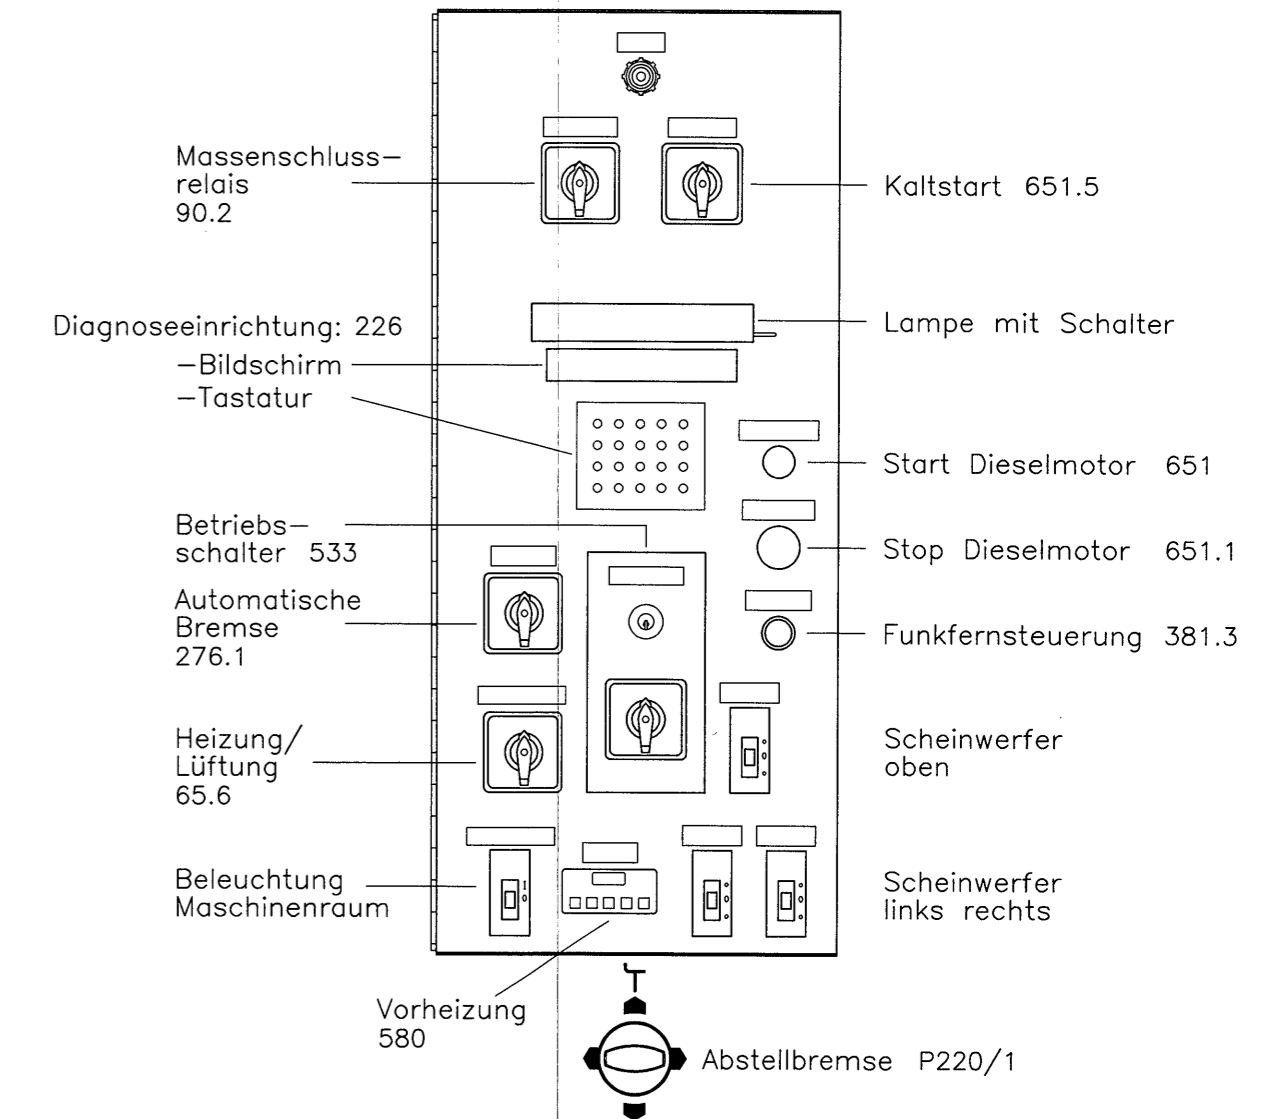 Massenschluss-
relais
90.2
Kaltstart 651.5
Diagnoseeinrichtung: 226
-Bildschirm
-Tastatur
Lampe mit Schalter
Start Dieselmotor 651
Betriebs-
schalter 533
Stop Dieselmotor 651.1
Automatische
Bremse
276.1
Funkfernsteuerung 381.3
Heizung/
Lüftung
65.6
Scheinwerfer
oben
Beleuchtung
Maschinenraum
I
0
Scheinwerfer
links rechts
Vorheizung
580
Abstellbremse P220/1